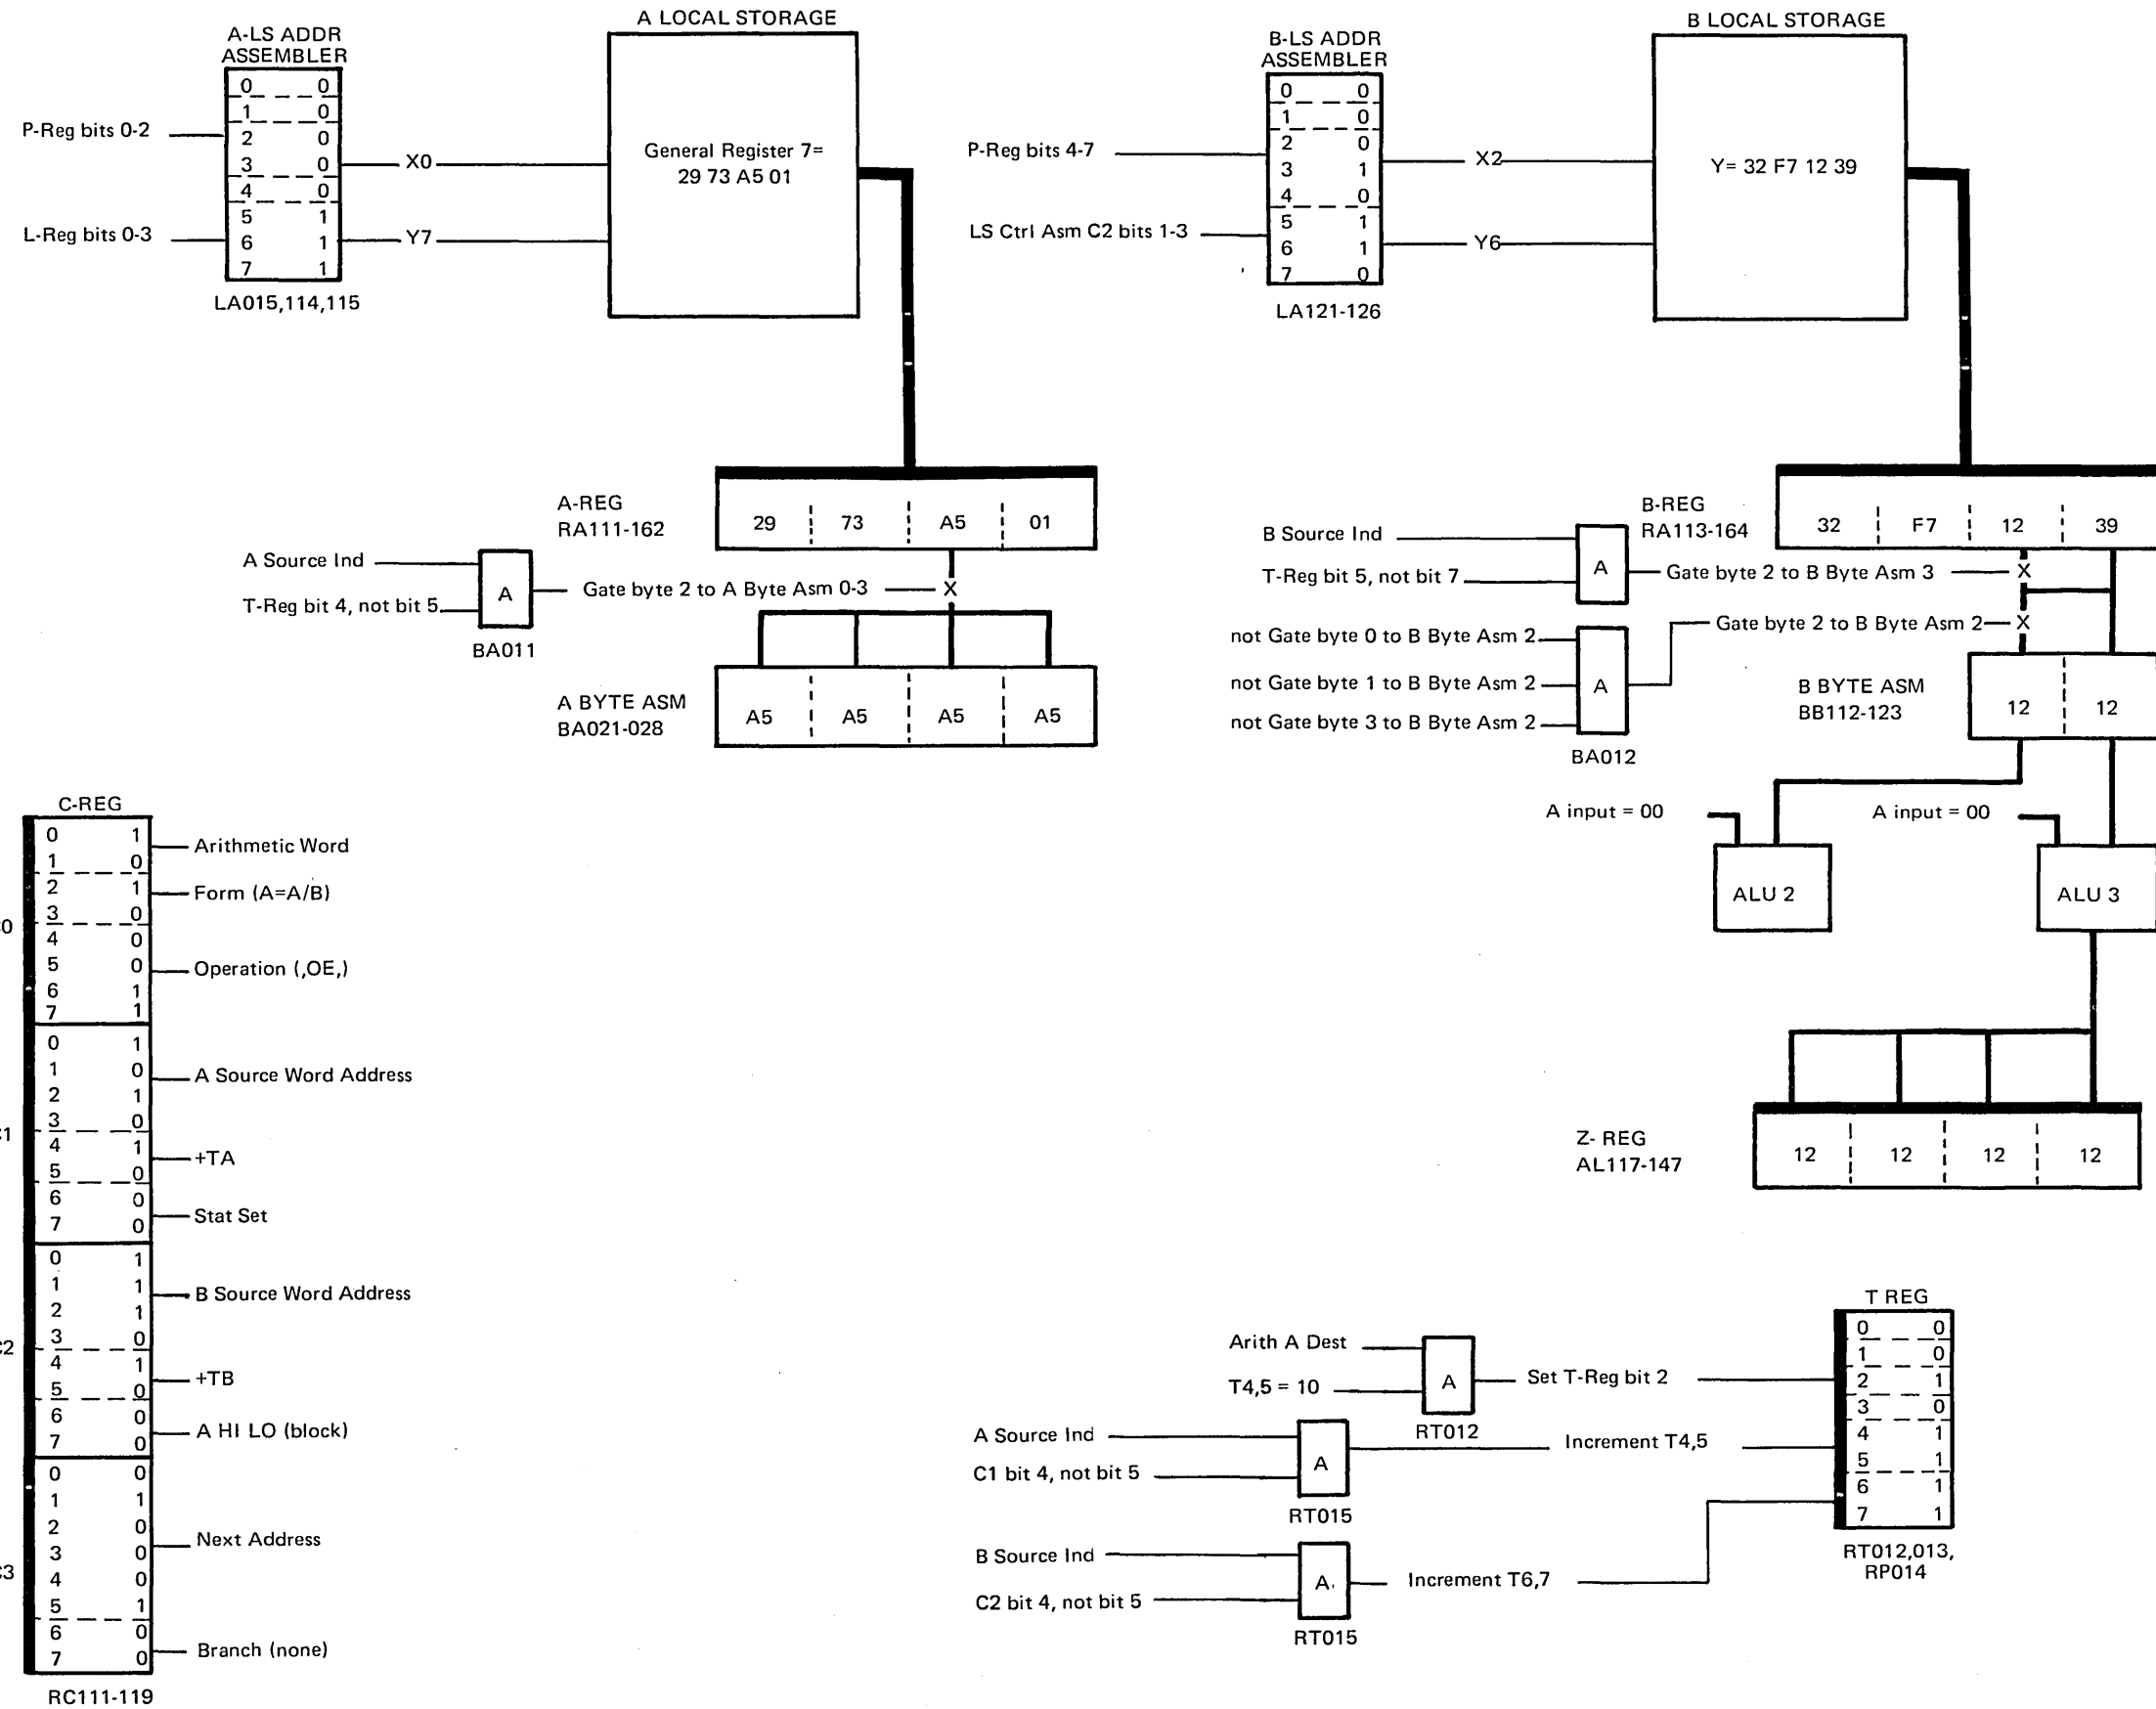 A LOCAL STORAGE
A-LS ADDR
ASSEMBLER
0 0
1 0
2 0
3 0
4 0
5 1
6 1
7 1
P-Reg bits 0-2
L-Reg bits 0-3
X0
Y7
LA015,114,115
General Register 7=
29 73 A5 01
B LOCAL STORAGE
B-LS ADDR
ASSEMBLER
0 0
1 0
2 0
3 1
4 0
5 1
6 1
7 0
P-Reg bits 4-7
LS Ctrl Asm C2 bits 1-3
X2
Y6
LA121-126
Y= 32 F7 12 39
A-REG
RA111-162
29 73 A5 01
A Source Ind
T-Reg bit 4, not bit 5
A
BA011
Gate byte 2 to A Byte Asm 0-3
X
A BYTE ASM
BA021-028
A5 A5 A5 A5
B-REG
RA113-164
32 F7 12 39
B Source Ind
T-Reg bit 5, not bit 7
A
Gate byte 2 to B Byte Asm 3
X
not Gate byte 0 to B Byte Asm 2
not Gate byte 1 to B Byte Asm 2
not Gate byte 3 to B Byte Asm 2
A
BA012
Gate byte 2 to B Byte Asm 2
X
B BYTE ASM
BB112-123
12 12
A input = 00
A input = 00
ALU 2
ALU 3
Z- REG
AL117-147
12 12 12 12
C-REG
0 1
1 0
Arithmetic Word
2 1
3 0
Form (A=A/B)
4 0
5 0
6 1
7 1
Operation (,OE,)
0 1
1 0
2 1
3 0
A Source Word Address
4 1
5 0
+TA
6 0
7 0
Stat Set
0 1
1 1
2 1
3 0
B Source Word Address
4 1
5 0
+TB
6 0
7 0
A HI LO (block)
0 0
1 1
2 0
3 0
4 0
5 1
Next Address
6 0
7 0
Branch (none)
RC111-119
T REG
0 0
1 0
2 1
3 0
4 1
5 1
6 1
7 1
RT012,013,
RP014
Arith A Dest
T4,5 = 10
A
RT012
Set T-Reg bit 2
A Source Ind
C1 bit 4, not bit 5
A
RT015
Increment T4,5
B Source Ind
C2 bit 4, not bit 5
A
RT015
Increment T6,7